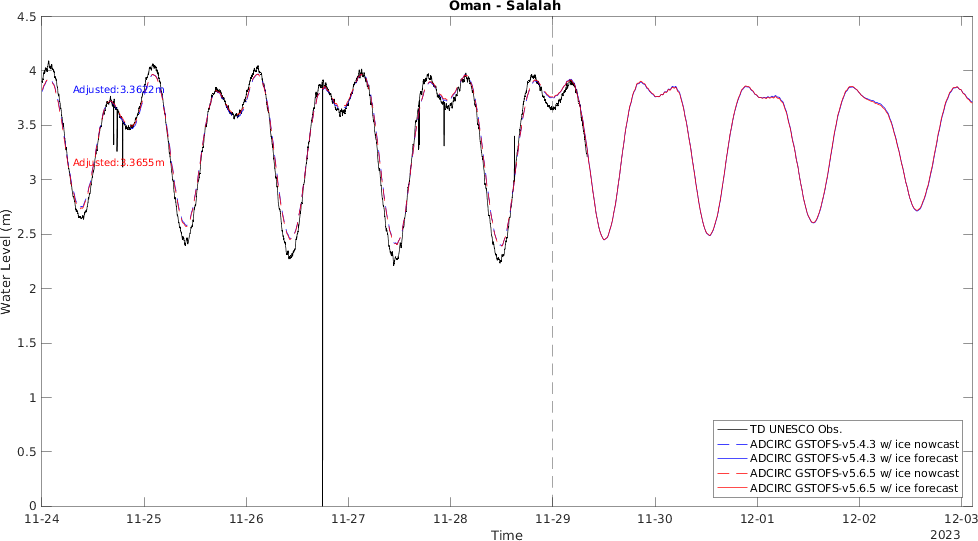 Oman - Salalah
4.5
4
3.5
3
2.5
2
1.5
1
0.5
0
Water Level (m)
Adjusted:3.3622m
Adjusted:3.3655m
TD UNESCO Obs.
ADCIRC GSTOFS-v5.4.3 w/ ice nowcast
ADCIRC GSTOFS-v5.4.3 w/ ice forecast
ADCIRC GSTOFS-v5.6.5 w/ ice nowcast
ADCIRC GSTOFS-v5.6.5 w/ ice forecast
11-24 11-25 11-26 11-27 11-28 11-29 11-30 12-01 12-02 12-03
Time
2023